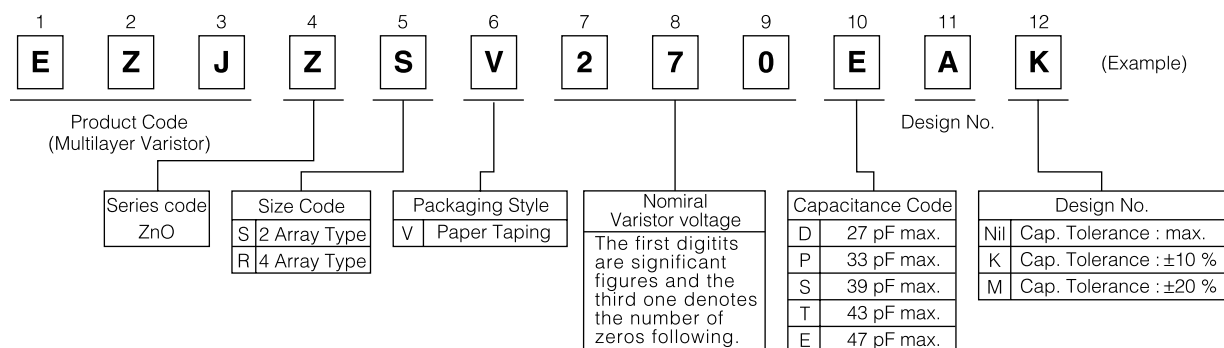 1 2 3 4 5 6 7 8 9 10 11 12
E Z J Z S V 2 7 0 E A K (Example)
Product Code
(Multilayer Varistor)
Design No.
Series code
ZnO
Size Code
S 2 Array Type
R 4 Array Type
Packaging Style
V Paper Taping
Nomiral
Varistor voltage
The first digitits
are significant
figures and the
third one denotes
the number of
zeros following.
Capacitance Code
D 27 pF max.
P 33 pF max.
S 39 pF max.
T 43 pF max.
E 47 pF max.
Design No.
Nil Cap. Tolerance : max.
K Cap. Tolerance : ±10 %
M Cap. Tolerance : ±20 %